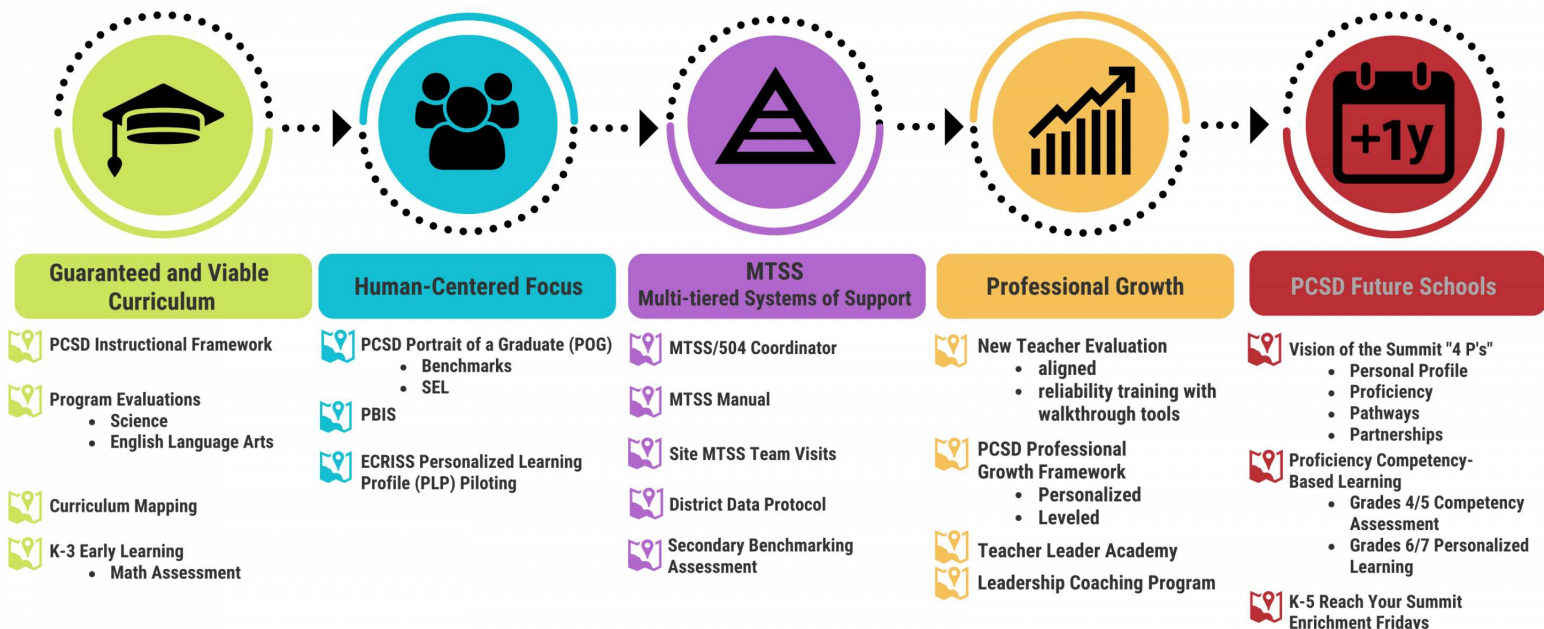 +1y
Guaranteed and Viable
Curriculum
PCSD Instructional Framework
Program Evaluations
• Science
• English Language Arts
Curriculum Mapping
K-3 Early Learning
• Math Assessment
Human-Centered Focus
PCSD Portrait of a Graduate (POG)
• Benchmarks
• SEL
PBIS
ECRISS Personalized Learning
Profile (PLP) Piloting
MTSS
Multi-tiered Systems of Support
MTSS/504 Coordinator
MTSS Manual
Site MTSS Team Visits
District Data Protocol
Secondary Benchmarking
Assessment
Professional Growth
New Teacher Evaluation
• aligned
• reliability training with
walkthrough tools
PCSD Professional
Growth Framework
• Personalized
• Leveled
Teacher Leader Academy
Leadership Coaching Program
PCSD Future Schools
Vision of the Summit "4 P's"
• Personal Profile
• Proficiency
• Pathways
• Partnerships
Proficiency Competency-
Based Learning
• Grades 4/5 Competency
Assessment
• Grades 6/7 Personalized
Learning
K-5 Reach Your Summit
Enrichment Fridays